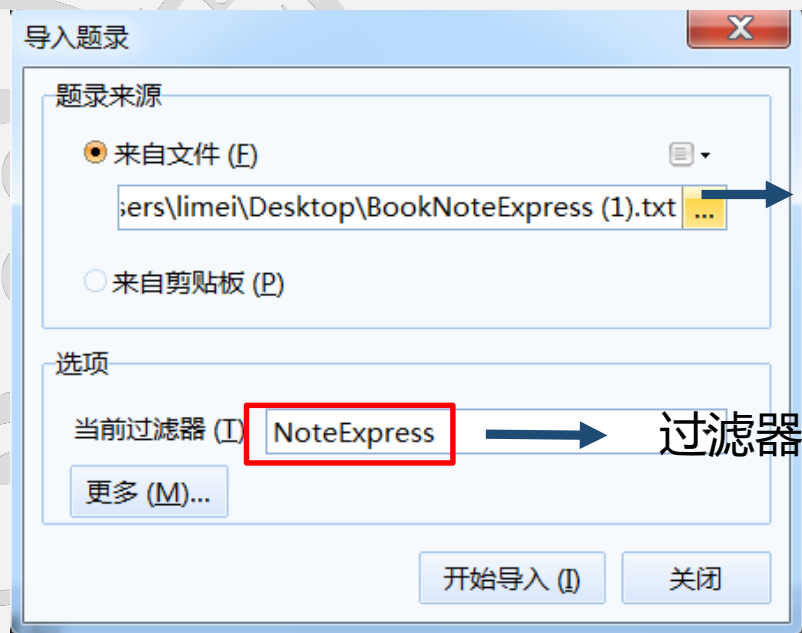 导入题录
X
题录来源
来自文件 (F)
sers\limei\Desktop\BookNoteExpress (1).txt ...
来自剪贴板 (P)
选项
当前过滤器 (T) NoteExpress 过滤器
更多 (M)...
开始导入 (I) 关闭